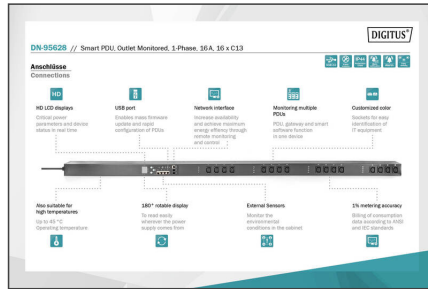 DIGITUS®
DN-95628 // Smart PDU, Outlet Monitored, 1-Phase, 16 A, 16 x C13
Anschlüsse
Connections
HD
HD LCD displays
Critical power
parameters and device
status in real time
USB port
Enables mass firmware
update and rapid
configuration of PDUs
Network interface
Increase availability
and achieve maximum
energy effiency through
remote monitoring
and control
Monitoring multiple
PDUs
PDU, gateway and smart
software function
in one device
Customized color
Sockets for easy
identification of
IT equipment
Also suitable for
high temperatures
Up to 45 °C
Operating temperature
180° rotatable display
To read easily
wherever the power
supply comes from
External Sensors
Monitor the
environmental
conditions in the cabinet
1% metering accuracy
Billing of consumption
data according to ANSI
and IEC standards